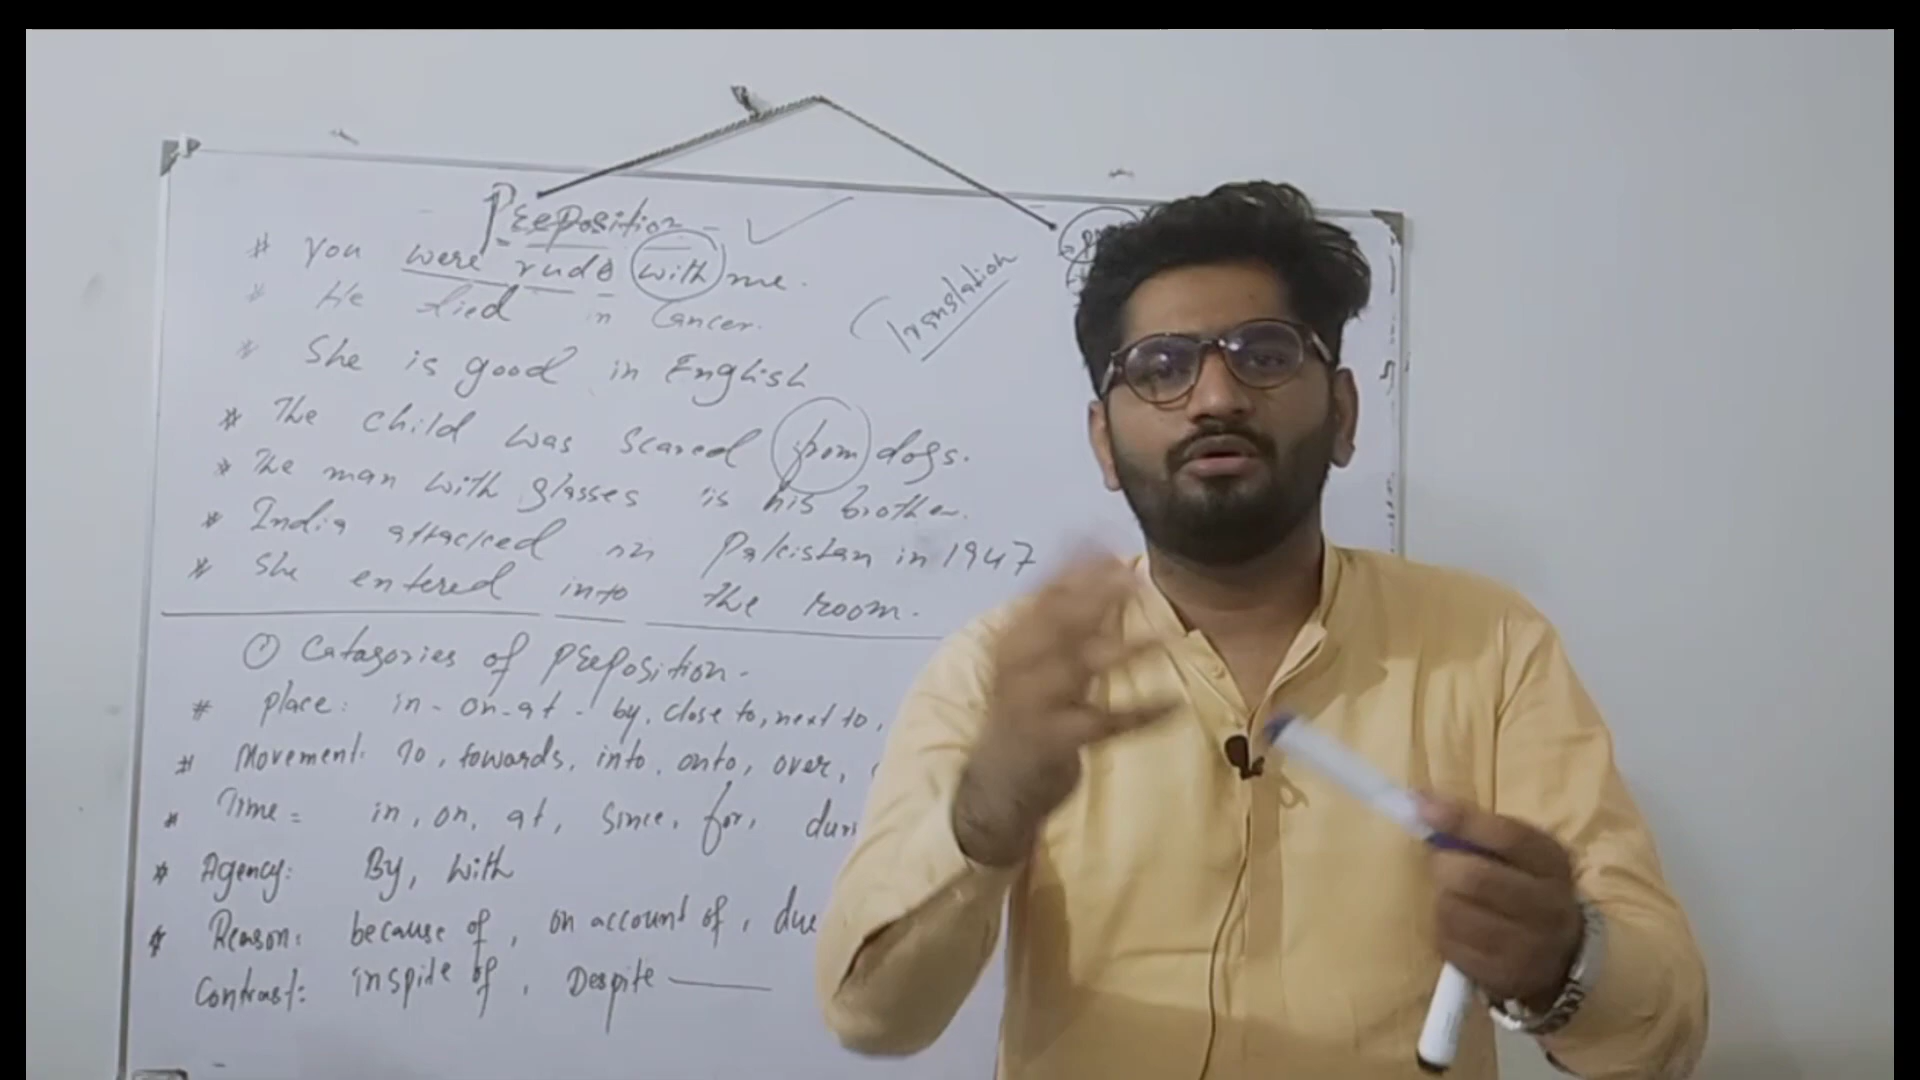 Preposition - ✓
# You were rude with me.
* He died in Cancer.
(Translation
* She is good in English
* The child was scared from dogs.
* The man with glasses is his brother.
* India attacked on Pakistan in 1947
* She entered into the room.
① Catagories of preposition.
* place: in - on - at - by, close to, next to,
# Movement: To, towards, into, onto, over,
* Time = in, on, at, since, for,
* Agency: By, with
* Reason: because of, on account of, due
Contrast: inspite of, Despite